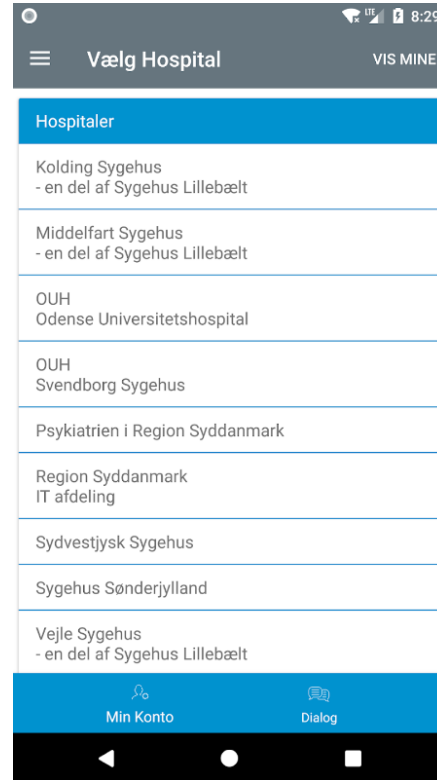 LTE 8:29
Vælg Hospital VIS MINE
Hospitaler
Kolding Sygehus
- en del af Sygehus Lillebælt
Middelfart Sygehus
- en del af Sygehus Lillebælt
OUH
Odense Universitetshospital
OUH
Svendborg Sygehus
Psykiatrien i Region Syddanmark
Region Syddanmark
IT afdeling
Sydvestjysk Sygehus
Sygehus Sønderjylland
Vejle Sygehus
- en del af Sygehus Lillebælt
Min Konto Dialog